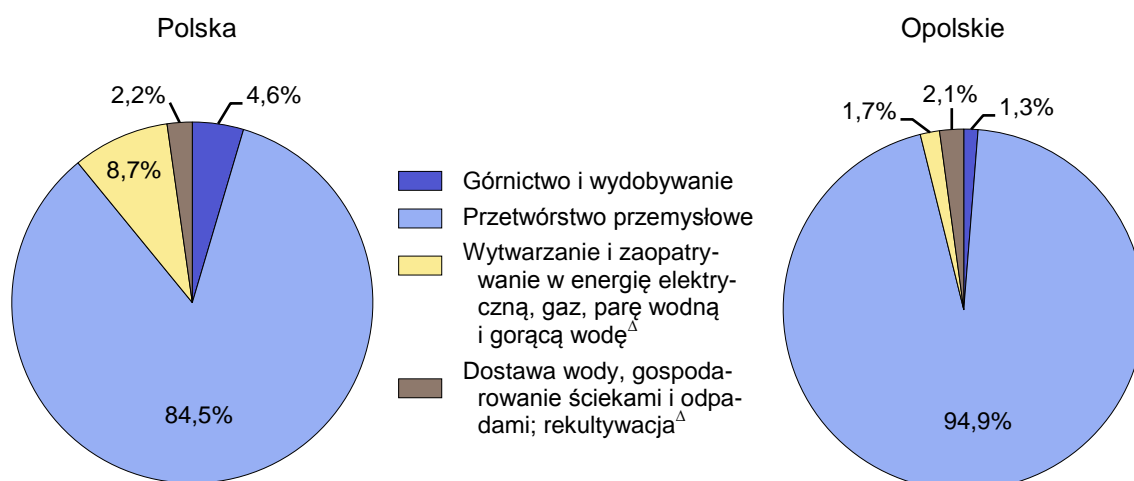 Polska
Opolskie
2,2%
4,6%
8,7%
84,5%
Górnictwo i wydobywanie
Przetwórstwo przemysłowe
Wytwarzanie i zaopatry-
wanie w energię elektry-
czną, gaz, parę wodną
i gorącą wodęΔ
Dostawa wody, gospoda-
rowanie ściekami i odpa-
dami; rekultywacjaΔ
1,7%
2,1%
1,3%
94,9%